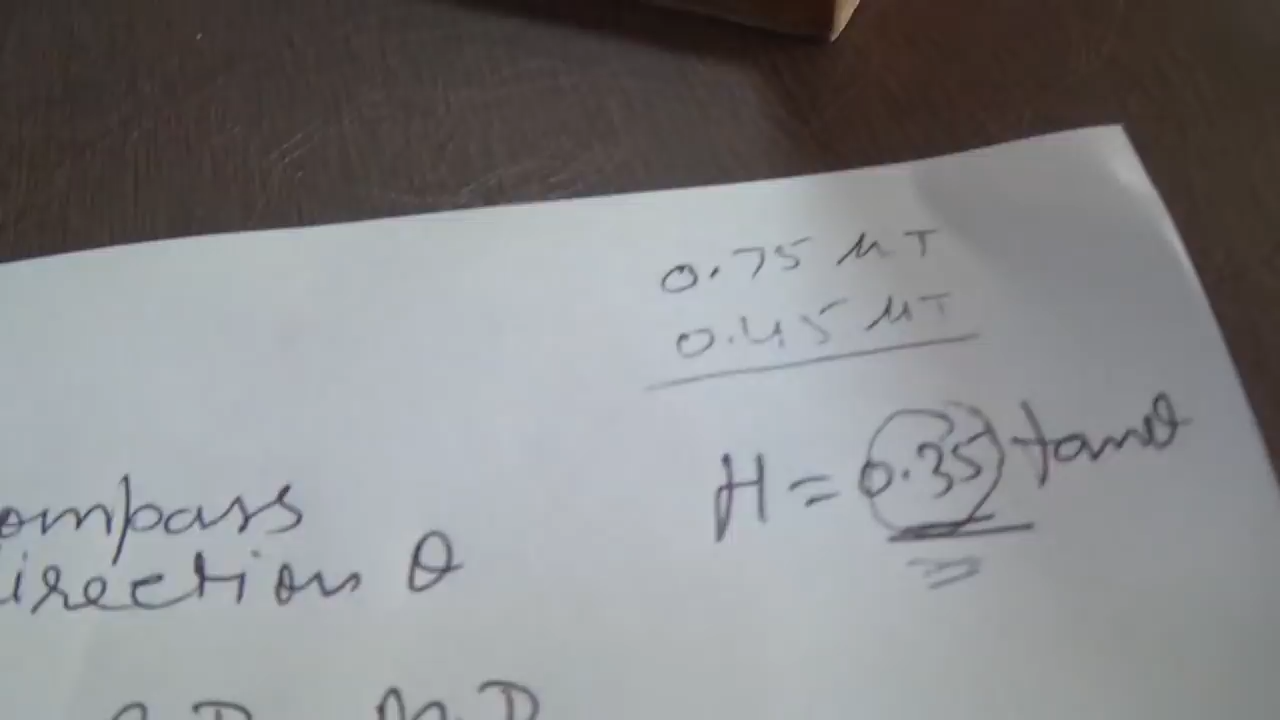 0.75 μT
0.45 μT
H = 0.35 tanθ
ompass
irection θ